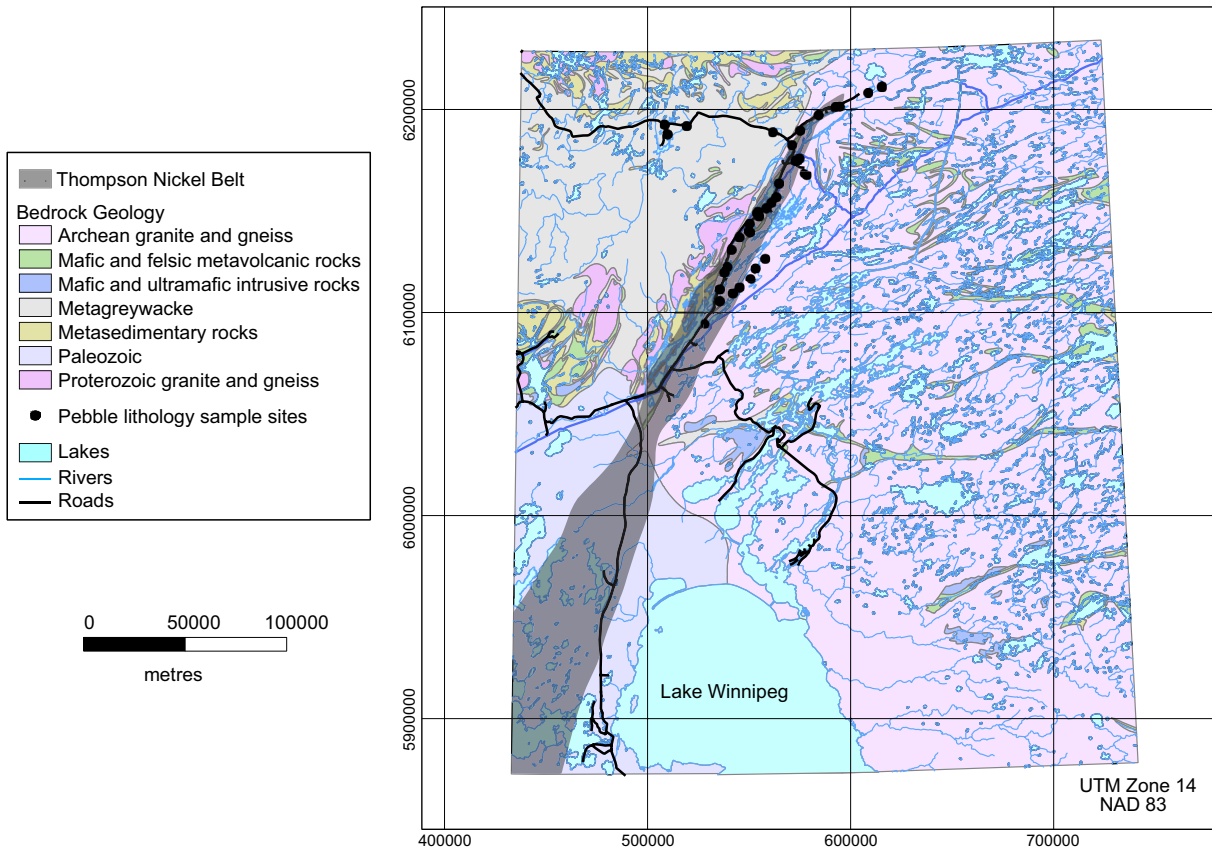 Thompson Nickel Belt
Bedrock Geology
Archean granite and gneiss
Mafic and felsic metavolcanic rocks
Mafic and ultramafic intrusive rocks
Metagreywacke
Metasedimentary rocks
Paleozoic
Proterozoic granite and gneiss
Pebble lithology sample sites
Lakes
Rivers
Roads
0 50000 100000
metres
6200000
6100000
6000000
5900000
Lake Winnipeg
UTM Zone 14
NAD 83
400000 500000 600000 700000